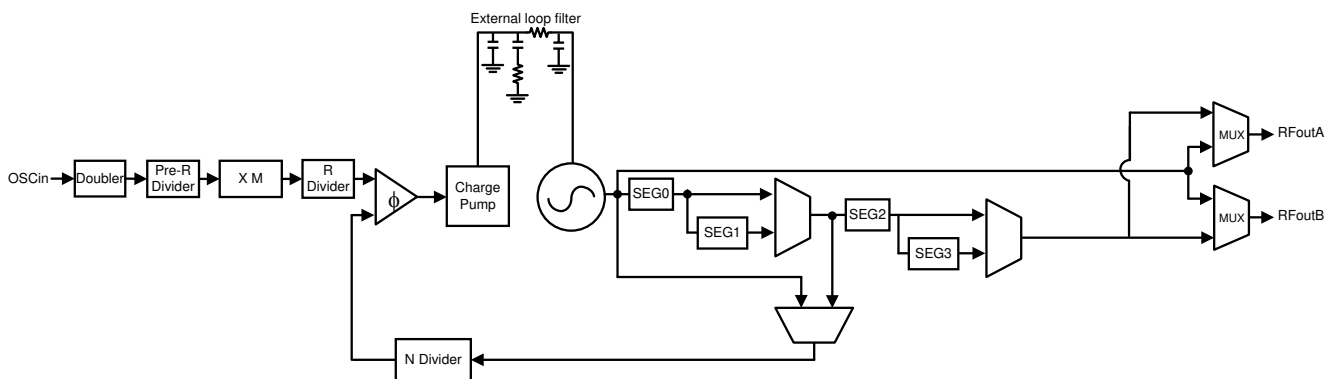 External loop filter
OSCin
Doubler
Pre-R
Divider
X M
R
Divider
ϕ
Charge
Pump
SEG0
SEG1
SEG2
SEG3
MUX
RFoutA
MUX
RFoutB
N Divider